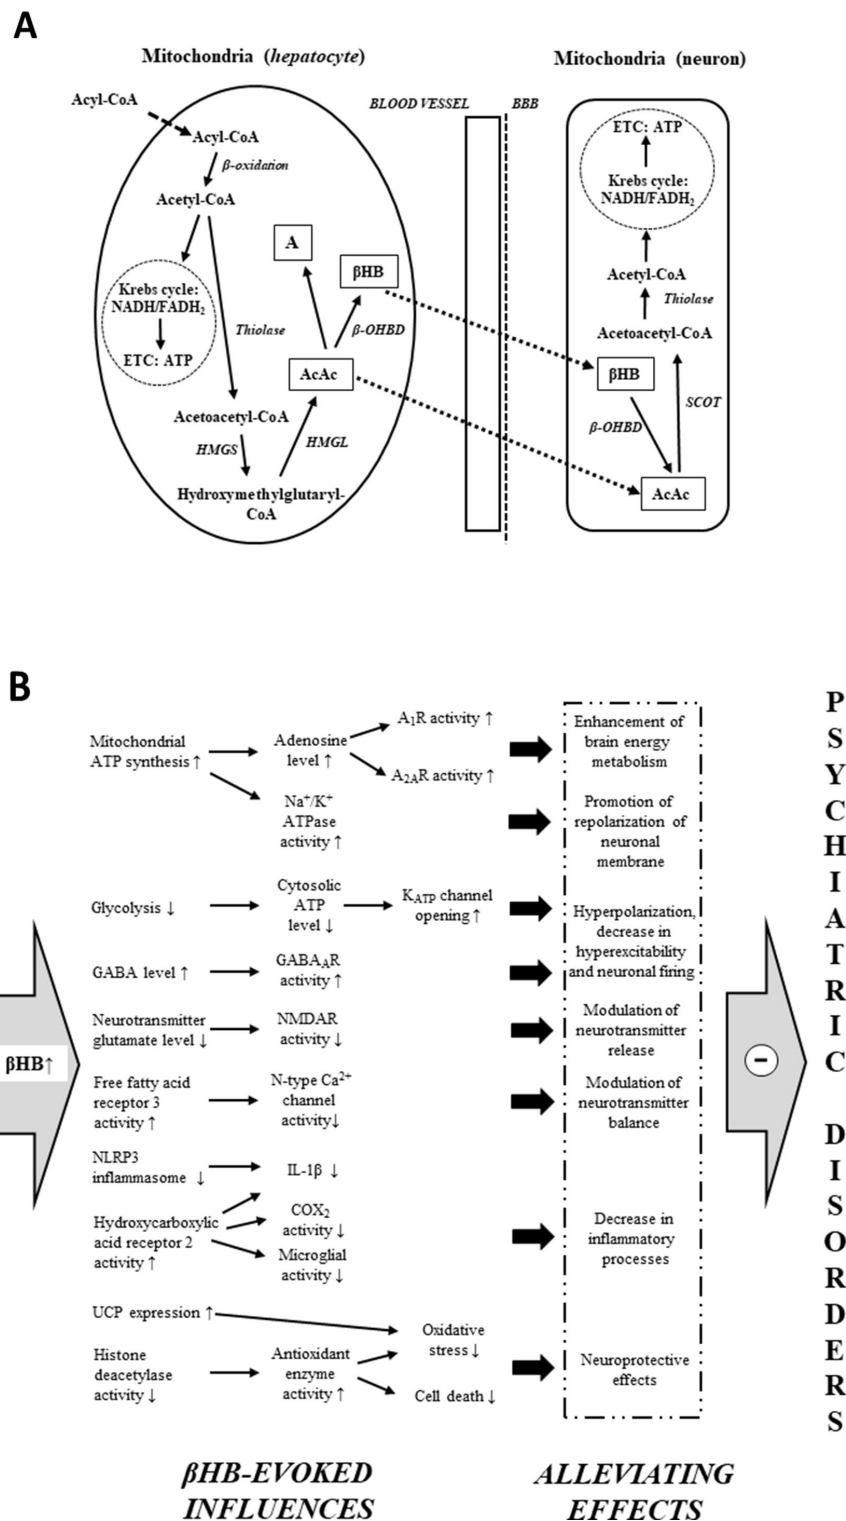 A
Mitochondria (hepatocyte)
Mitochondria (neuron)
Acyl-CoA
BLOOD VESSEL
BBB
Acyl-CoA
β-oxidation
Acetyl-CoA
A
βHB
Krebs cycle:
NADH/FADH₂
ETC: ATP
Thiolase
β-OHBD
AcAc
Acetoacetyl-CoA
HMGS
HMGL
Hydroxymethylglutaryl-
CoA
ETC: ATP
Krebs cycle:
NADH/FADH₂
Acetyl-CoA
Thiolase
Acetoacetyl-CoA
βHB
SCOT
β-OHBD
AcAc
B
βHB↑
Mitochondrial
ATP synthesis ↑
Adenosine
level ↑
A₁R activity ↑
A₂ᴀR activity ↑
Na⁺/K⁺
ATPase
activity ↑
Glycolysis ↓
Cytosolic
ATP
level ↓
Kᴀᴛᴘ channel
opening ↑
GABA level ↑
GABAᴀR
activity ↑
Neurotransmitter
glutamate level ↓
NMDAR
activity ↓
Free fatty acid
receptor 3
activity ↑
N-type Ca²⁺
channel
activity↓
NLRP3
inflammasome ↓
IL-1β ↓
Hydroxycarboxylic
acid receptor 2
activity ↑
COX₂
activity ↓
Microglial
activity ↓
UCP expression ↑
Oxidative
stress ↓
Histone
deacetylase
activity ↓
Antioxidant
enzyme
activity ↑
Cell death ↓
Enhancement of
brain energy
metabolism
Promotion of
repolarization of
neuronal
membrane
Hyperpolarization,
decrease in
hyperexcitability
and neuronal firing
Modulation of
neurotransmitter
release
Modulation of
neurotransmitter
balance
Decrease in
inflammatory
processes
Neuroprotective
effects
−
PSYCHIATRIC DISORDERS
βHB-EVOKED
INFLUENCES
ALLEVIATING
EFFECTS